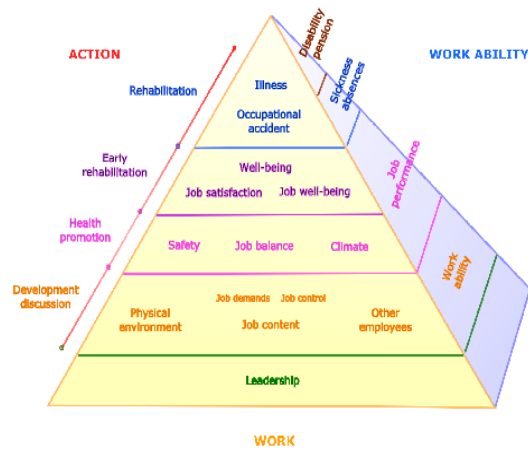 ACTION
WORK ABILITY
Disability
pension
Sickness
absences
Job
performance
Work
ability
Rehabilitation
Early
rehabilitation
Health
promotion
Development
discussion
Illness
Occupational
accident
Well-being
Job satisfaction Job well-being
Safety Job balance Climate
Job demands Job control
Physical
environment
Job content
Other
employees
Leadership
WORK